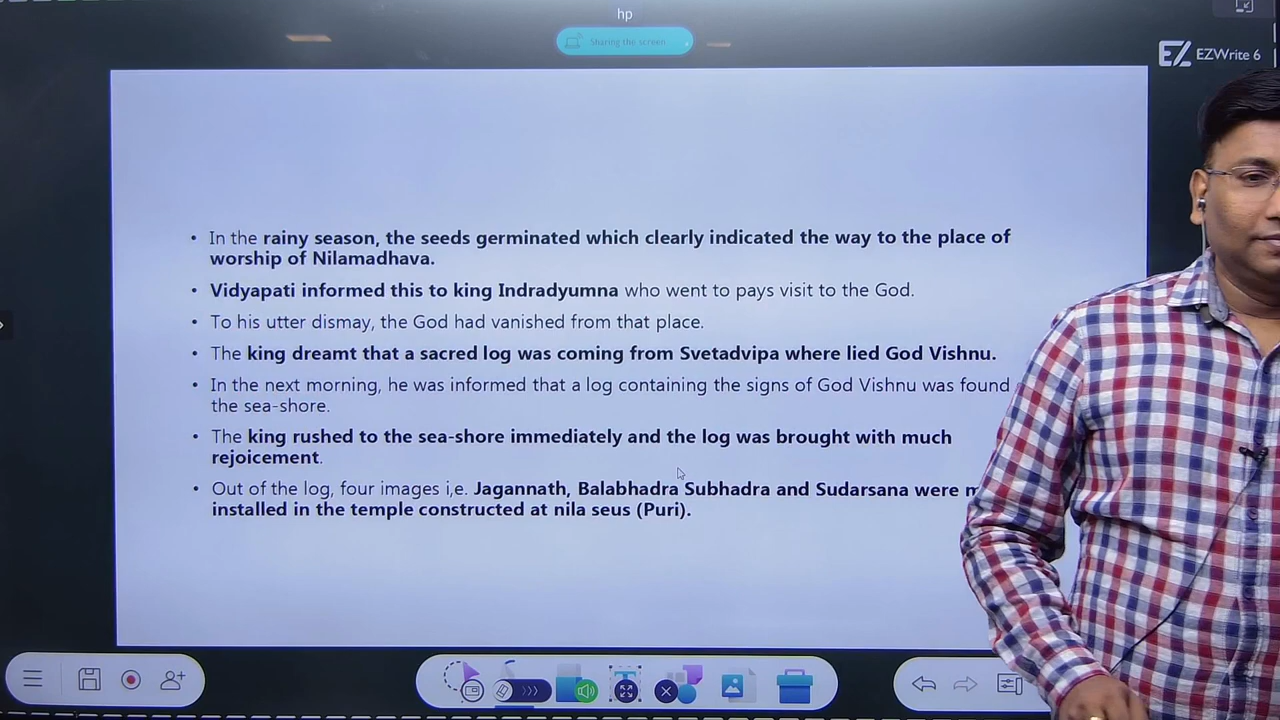 hp
Sharing the screen
EZ EZWrite 6
• In the rainy season, the seeds germinated which clearly indicated the way to the place of
worship of Nilamadhava.
• Vidyapati informed this to king Indradyumna who went to pays visit to the God.
• To his utter dismay, the God had vanished from that place.
• The king dreamt that a sacred log was coming from Svetadvipa where lied God Vishnu.
• In the next morning, he was informed that a log containing the signs of God Vishnu was found
the sea-shore.
• The king rushed to the sea-shore immediately and the log was brought with much
rejoicement.
• Out of the log, four images i,e. Jagannath, Balabhadra Subhadra and Sudarsana were
installed in the temple constructed at nila seus (Puri).